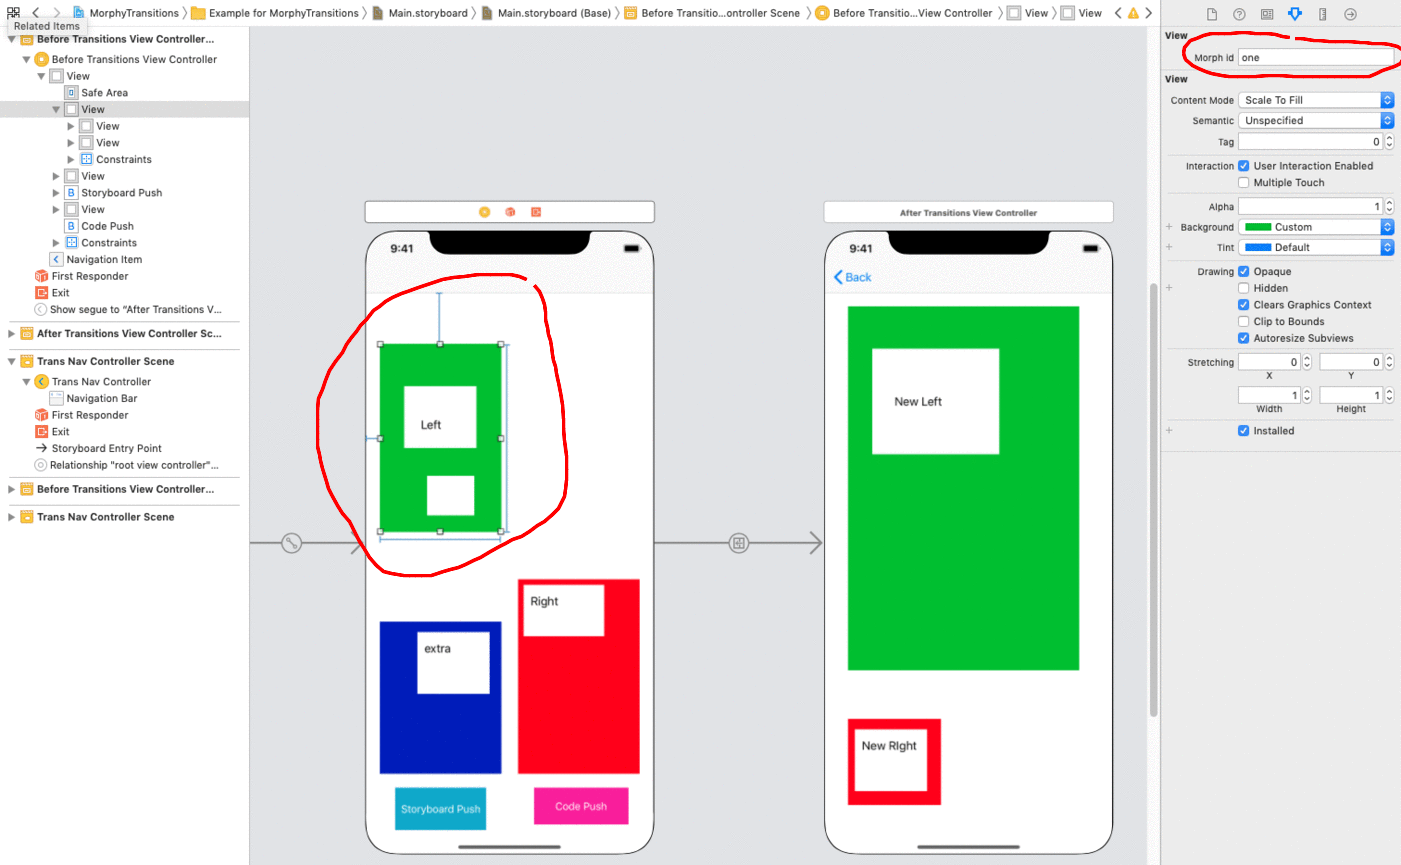 MorphyTransitions
Example for MorphyTransitions
Main.storyboard
Main.storyboard (Base)
Before Transitio...ontroller Scene
Before Transitio...View Controller
View
View
Related Items
Before Transitions View Controller...
Before Transitions View Controller
View
Safe Area
View
View
View
Constraints
View
Storyboard Push
View
Code Push
Constraints
Navigation Item
First Responder
Exit
Show segue to “After Transitions V...
After Transitions View Controller Sc...
Trans Nav Controller Scene
Trans Nav Controller
Navigation Bar
First Responder
Exit
Storyboard Entry Point
Relationship "root view controller"...
Before Transitions View Controller...
Trans Nav Controller Scene
9:41
Left
Right
extra
Storyboard Push
Code Push
After Transitions View Controller
9:41
Back
New Left
New RIght
View
Morph id one
View
Content Mode Scale To Fill
Semantic Unspecified
Tag 0
Interaction User Interaction Enabled
Multiple Touch
Alpha 1
+ Background Custom
+ Tint Default
Drawing Opaque
+ Hidden
Clears Graphics Context
Clip to Bounds
Autoresize Subviews
Stretching 0 0
X Y
1 1
Width Height
+ Installed